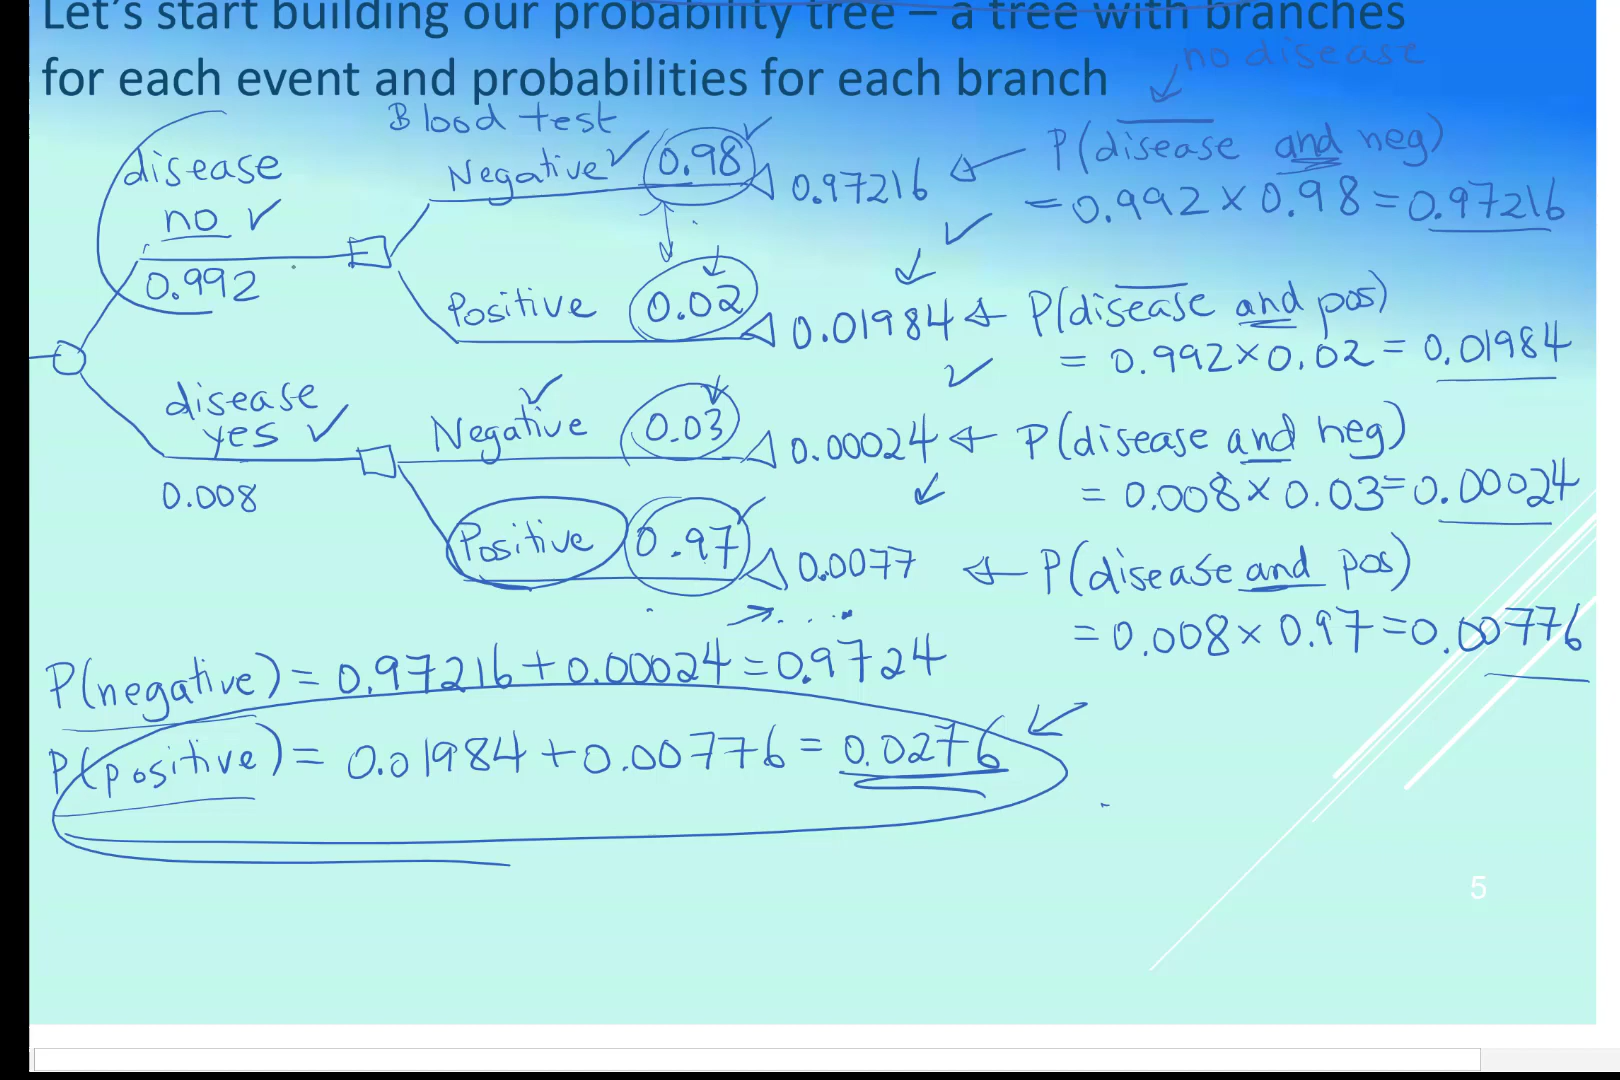 Let's start building our probability tree – a tree with branches
for each event and probabilities for each branch
no disease
Blood test
disease
no ✓
0.992
Negative ✓ 0.98 ✓
0.97216 ← P(disease and neg)
= 0.992 × 0.98 = 0.97216
Positive 0.02
0.01984 ← P(disease and pos)
= 0.992 × 0.02 = 0.01984
disease
yes ✓
0.008
Negative 0.03
0.00024 ← P(disease and neg)
= 0.008 × 0.03 = 0.00024
Positive 0.97
0.0077 ← P(disease and pos)
= 0.008 × 0.97 = 0.00776
P(negative) = 0.97216 + 0.00024 = 0.9724
P(positive) = 0.01984 + 0.00776 = 0.0276
5